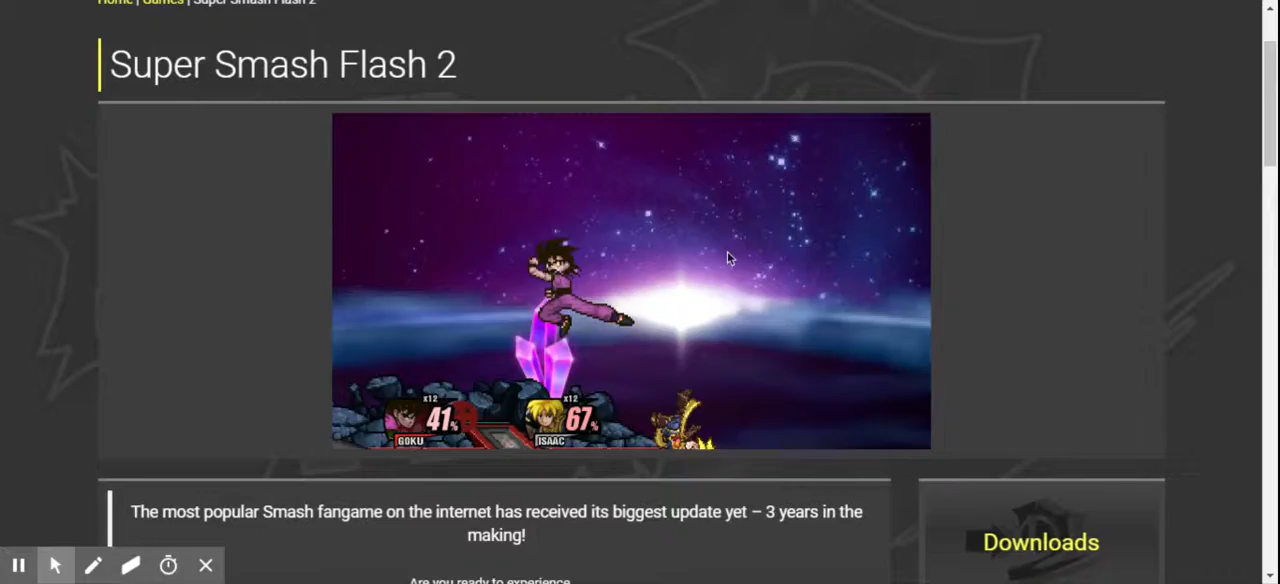 Home | Games | Super Smash Flash 2
Super Smash Flash 2
x12
41%
GOKU
x12
67%
ISAAC
The most popular Smash fangame on the internet has received its biggest update yet – 3 years in the
making!
Downloads
Are you ready to experience